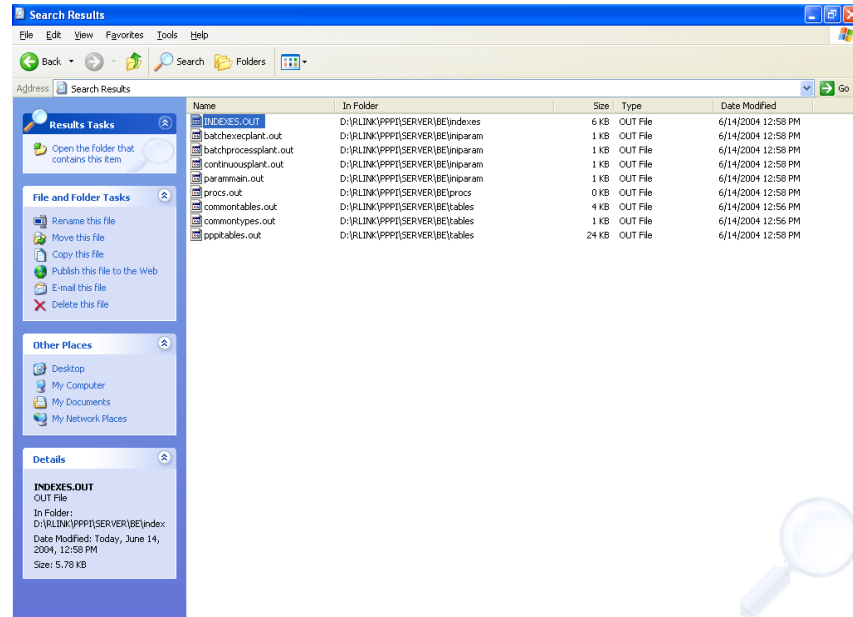 Search Results
File Edit View Favorites Tools Help
Back Search Folders
Address Search Results Go
Name In Folder Size Type Date Modified
INDEXES.OUT D:\RLINK\PPPI\SERVER\BE\indexes 6 KB OUT File 6/14/2004 12:58 PM
batchexecplant.out D:\RLINK\PPPI\SERVER\BE\iniparam 1 KB OUT File 6/14/2004 12:58 PM
batchprocessplant.out D:\RLINK\PPPI\SERVER\BE\iniparam 1 KB OUT File 6/14/2004 12:58 PM
continuousplant.out D:\RLINK\PPPI\SERVER\BE\iniparam 1 KB OUT File 6/14/2004 12:58 PM
parammain.out D:\RLINK\PPPI\SERVER\BE\iniparam 1 KB OUT File 6/14/2004 12:58 PM
procs.out D:\RLINK\PPPI\SERVER\BE\procs 0 KB OUT File 6/14/2004 12:58 PM
commontables.out D:\RLINK\PPPI\SERVER\BE\tables 4 KB OUT File 6/14/2004 12:56 PM
commontypes.out D:\RLINK\PPPI\SERVER\BE\tables 1 KB OUT File 6/14/2004 12:56 PM
pppitables.out D:\RLINK\PPPI\SERVER\BE\tables 24 KB OUT File 6/14/2004 12:58 PM
Results Tasks
Open the folder that
contains this item
File and Folder Tasks
Rename this file
Move this file
Copy this file
Publish this file to the Web
E-mail this file
Delete this file
Other Places
Desktop
My Computer
My Documents
My Network Places
Details
INDEXES.OUT
OUT File
In Folder:
D:\RLINK\PPPI\SERVER\BE\index
Date Modified: Today, June 14,
2004, 12:58 PM
Size: 5.78 KB